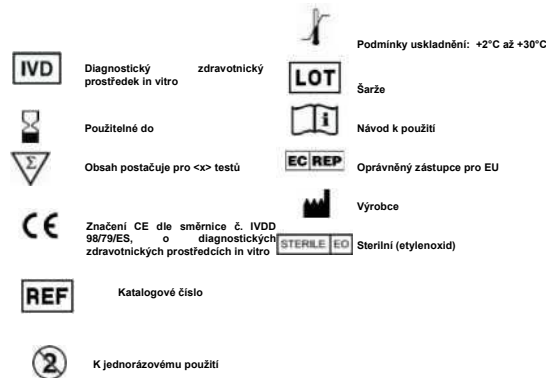 IVD
Diagnostický zdravotnický
prostředek in vitro
Použitelné do
Σ
Obsah postačuje pro <x> testů
CE
Značení CE dle směrnice č. IVDD
98/79/ES, o diagnostických
zdravotnických prostředcích in vitro
REF
Katalogové číslo
2
K jednorázovému použití
Podmínky uskladnění: +2°C až +30°C
LOT
Šarže
i
Návod k použití
EC REP
Oprávněný zástupce pro EU
Výrobce
STERILE EO
Sterilní (etylenoxid)